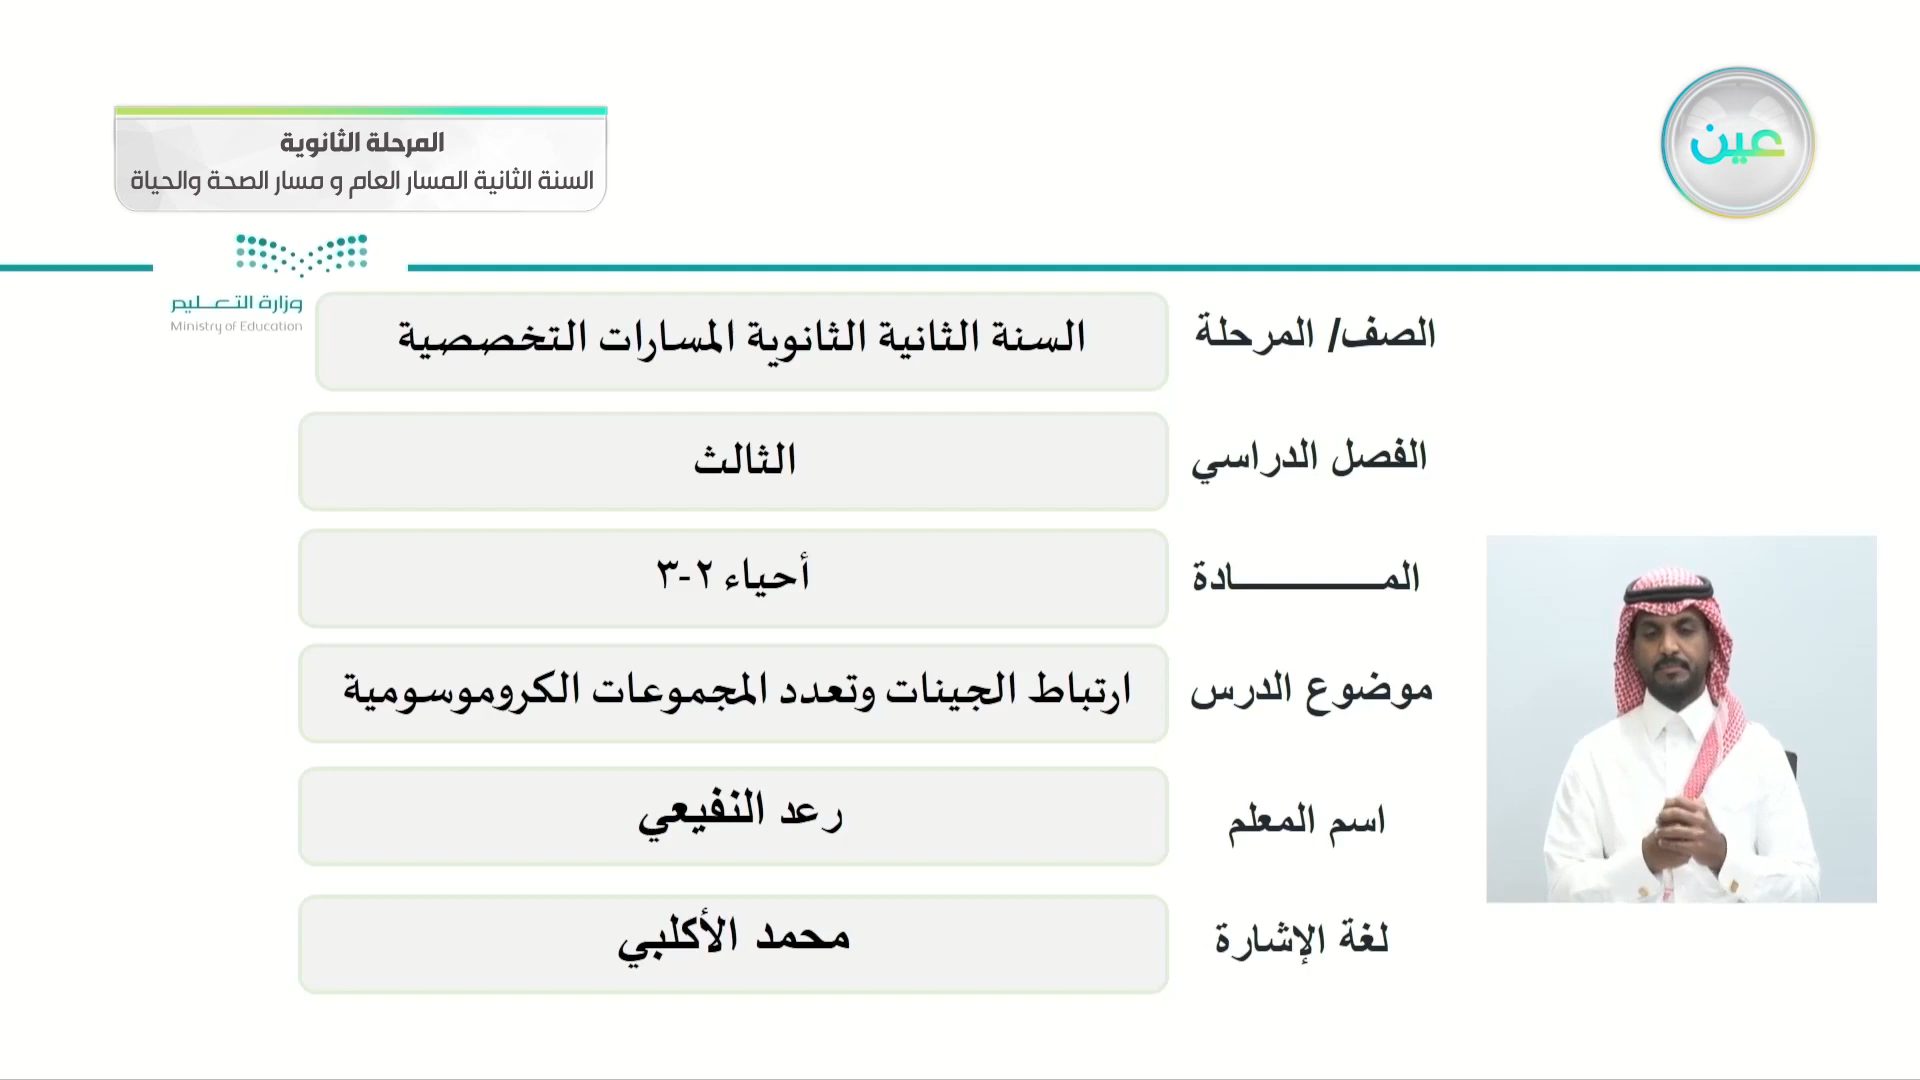 المرحلة الثانوية
السنة الثانية المسار العام و مسار الصحة والحياة
عين
وزارة التعليم
Ministry of Education
الصف/ المرحلة
السنة الثانية الثانوية المسارات التخصصية
الفصل الدراسي
الثالث
المــــــــــــادة
أحياء ٢-٣
موضوع الدرس
ارتباط الجينات وتعدد المجموعات الكروموسومية
اسم المعلم
رعد النفيعي
لغة الإشارة
محمد الأكلبي